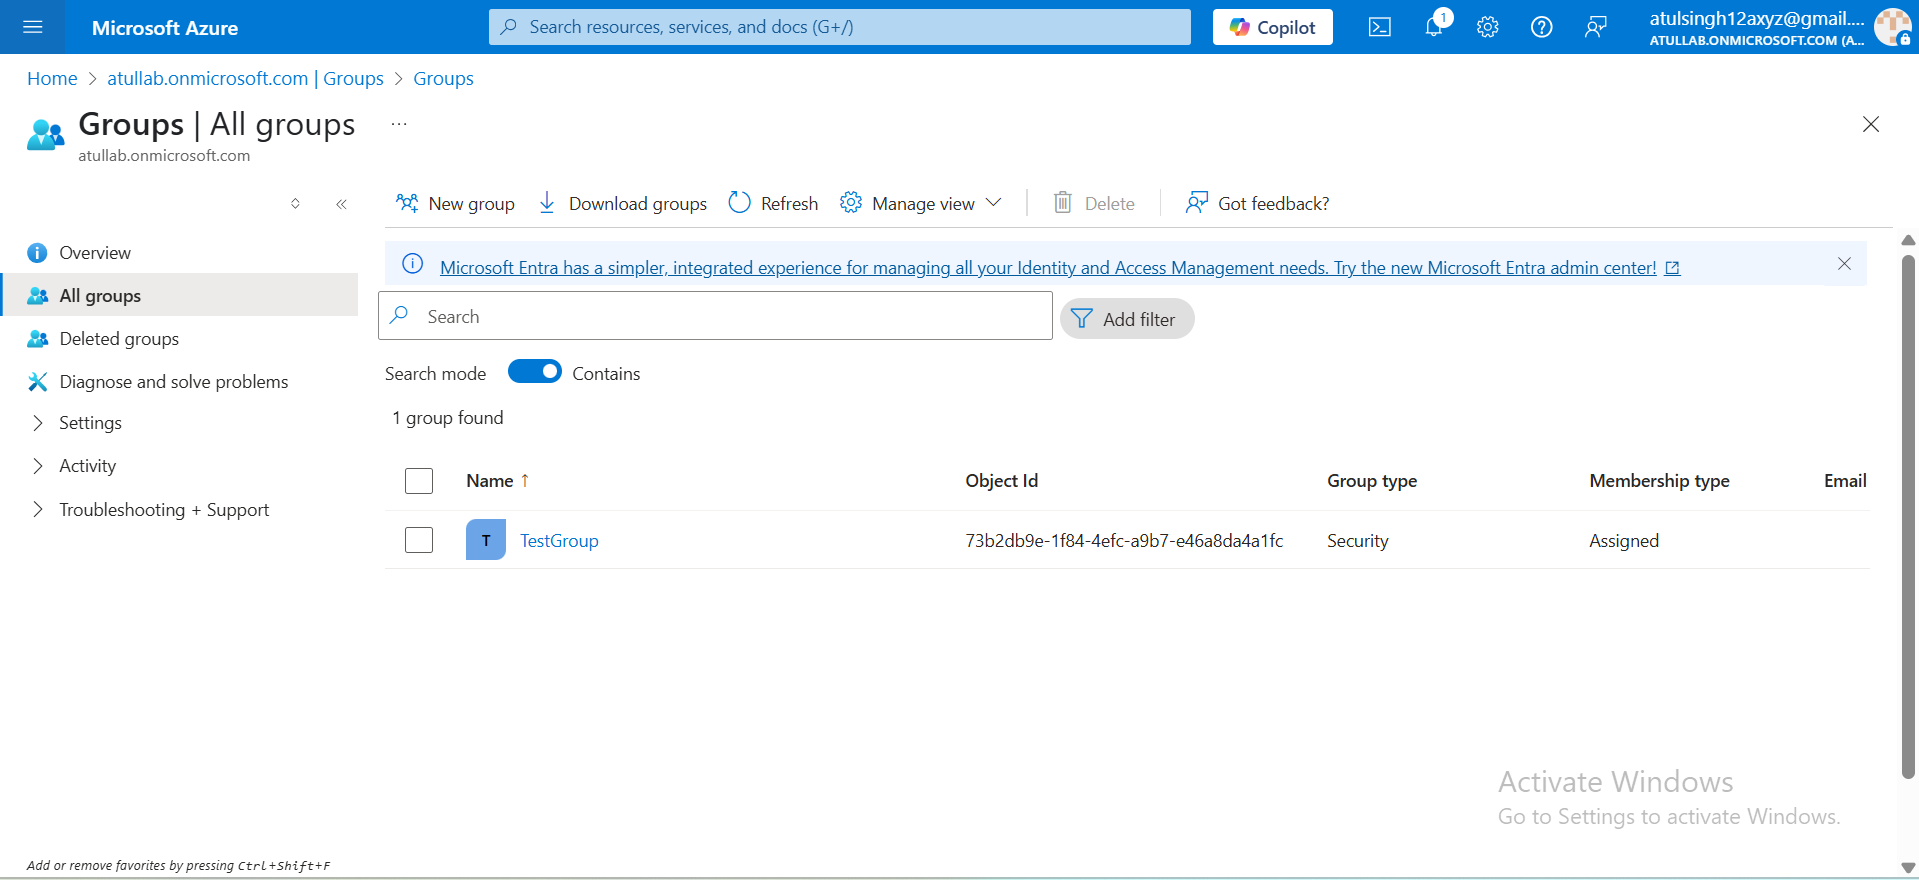 Microsoft Azure
Search resources, services, and docs (G+/)
Copilot
1
atulsingh12axyz@gmail....
ATULLAB.ONMICROSOFT.COM (A...
Home > atullab.onmicrosoft.com | Groups > Groups
Groups | All groups ...
atullab.onmicrosoft.com
New group Download groups Refresh Manage view Delete Got feedback?
Overview
All groups
Deleted groups
Diagnose and solve problems
Settings
Activity
Troubleshooting + Support
Microsoft Entra has a simpler, integrated experience for managing all your Identity and Access Management needs. Try the new Microsoft Entra admin center!
Search
Add filter
Search mode Contains
1 group found
Name ↑ Object Id Group type Membership type Email
T TestGroup 73b2db9e-1f84-4efc-a9b7-e46a8da4a1fc Security Assigned
Activate Windows
Go to Settings to activate Windows.
Add or remove favorites by pressing Ctrl+Shift+F